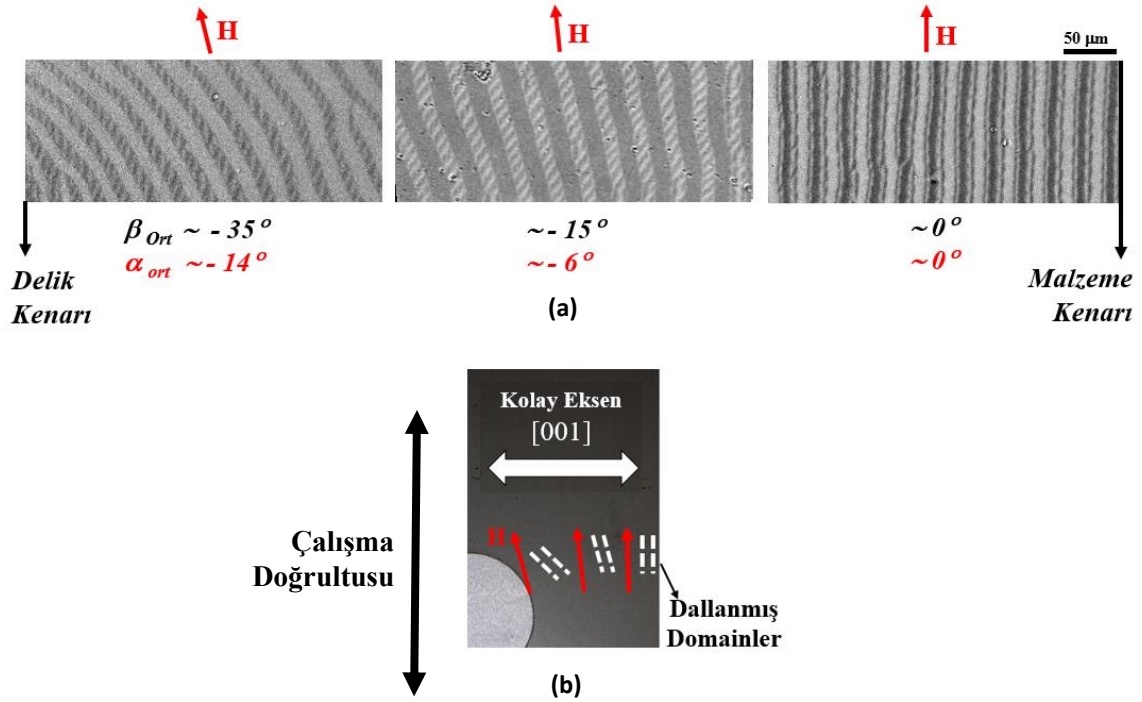 H
H
H
50 µm
β Ort ~ - 35°
α ort ~- 14°
~- 15°
~- 6°
~0°
~0°
Delik
Kenarı
(a)
Malzeme
Kenarı
Kolay Eksen
[001]
H
Çalışma
Doğrultusu
Dallanmış
Domainler
(b)